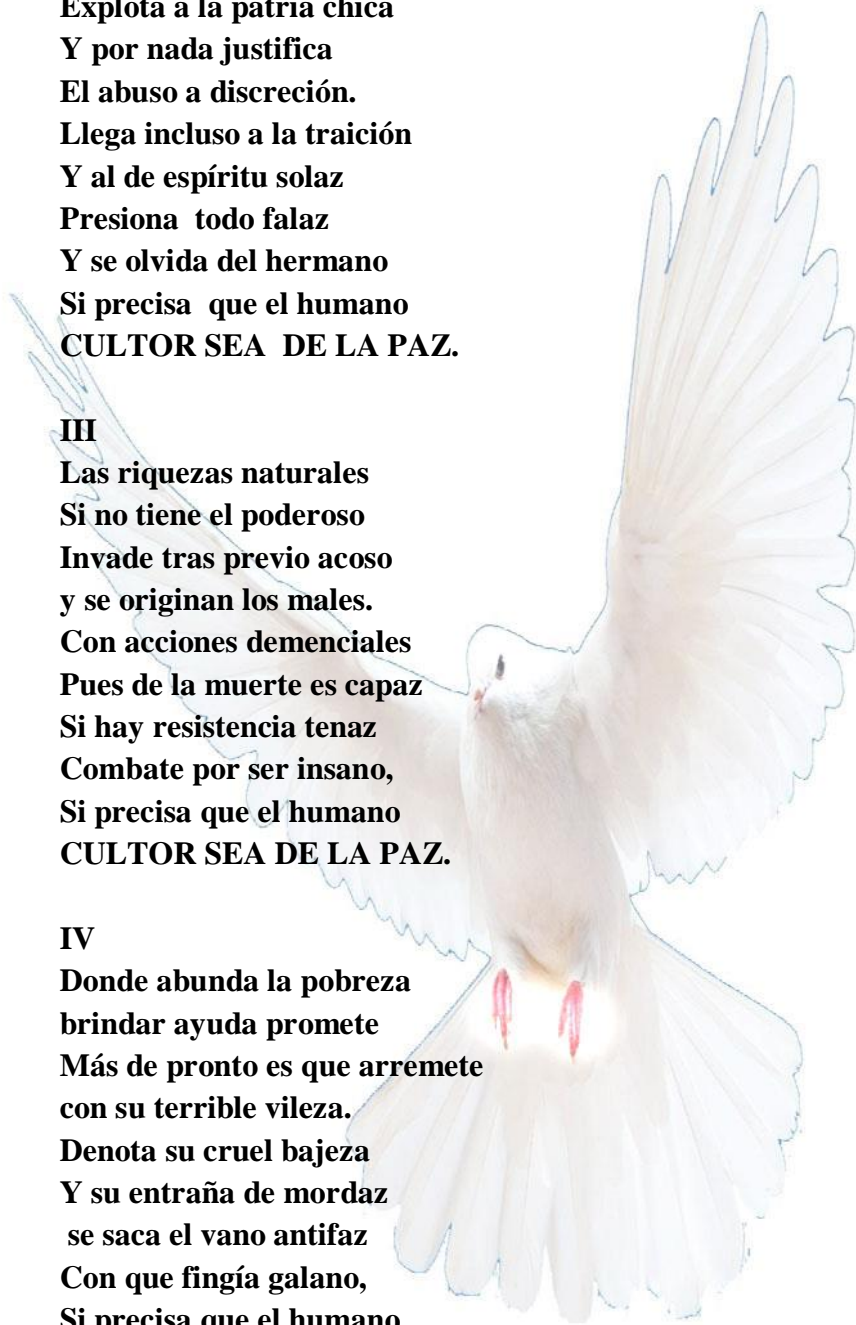 Explota a la patria chica
Y por nada justifica
El abuso a discreción.
Llega incluso a la traición
Y al de espíritu solaz
Presiona  todo falaz
Y se olvida del hermano
Si precisa  que el humano
CULTOR SEA  DE LA PAZ.

III
Las riquezas naturales
Si no tiene el poderoso
Invade tras previo acoso
y se originan los males.
Con acciones demenciales
Pues de la muerte es capaz
Si hay resistencia tenaz
Combate por ser insano,
Si precisa que el humano
CULTOR SEA DE LA PAZ.

IV
Donde abunda la pobreza
brindar ayuda promete
Más de pronto es que arremete
con su terrible vileza.
Denota su cruel bajeza
Y su entraña de mordaz
se saca el vano antifaz
Con que fingía galano,
Si precisa que el humano